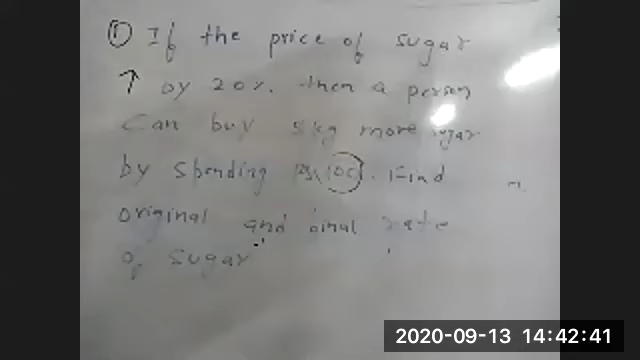 ① If the price of sugar
↑ by 20%. then a person
can buy 5kg more sugar
by spending Rs. 100. Find
original and final rate
of sugar
2020-09-13 14:42:41